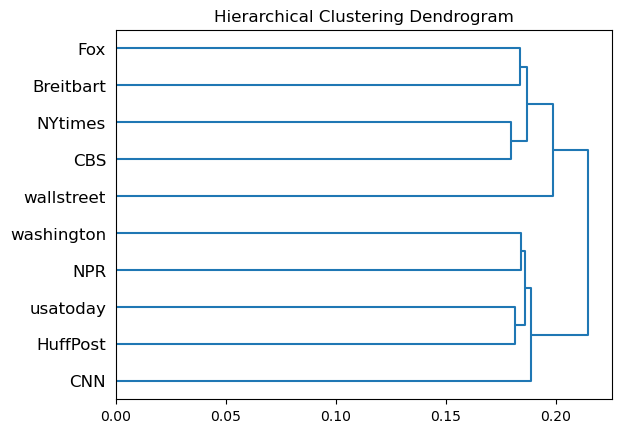 Hierarchical Clustering Dendrogram
Fox
Breitbart
NYtimes
CBS
wallstreet
washington
NPR
usatoday
HuffPost
CNN
0.00 0.05 0.10 0.15 0.20